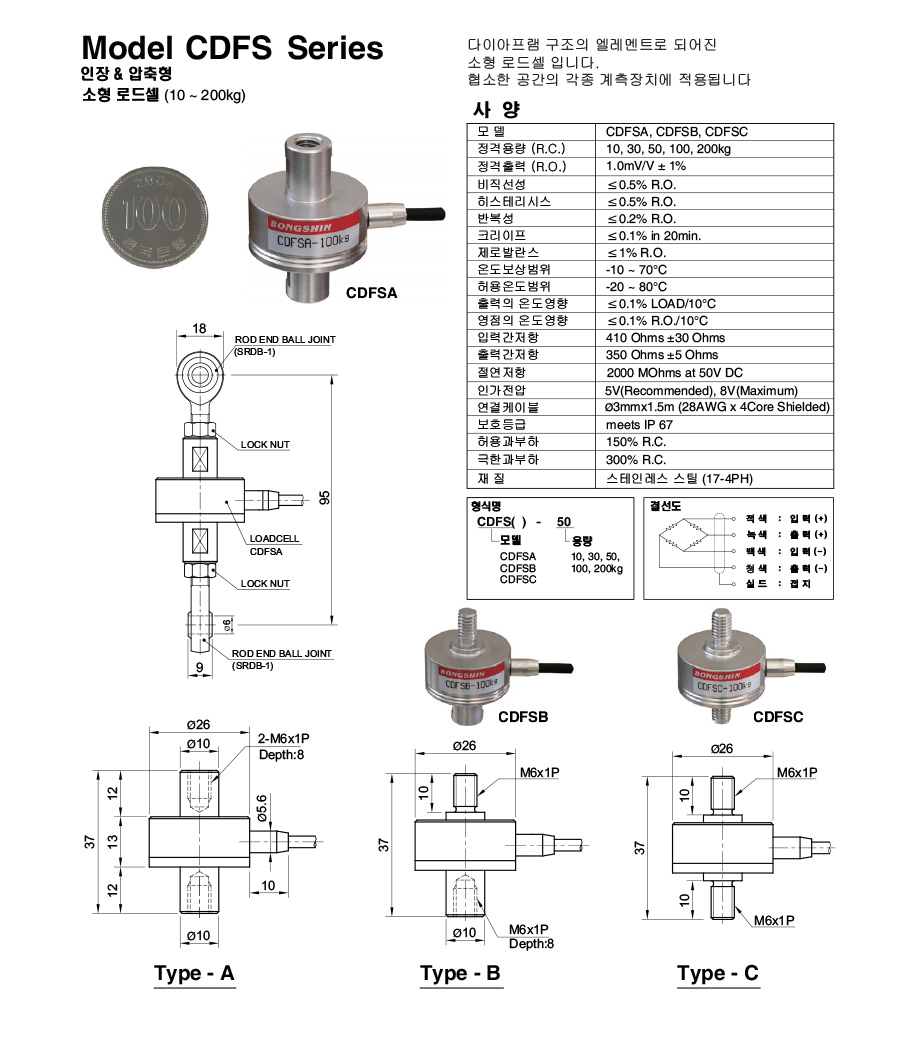 Model CDFS Series
인장 & 압축형
소형 로드셀 (10 ~ 200kg)
다이아프램 구조의 엘레멘트로 되어진
소형 로드셀 입니다.
협소한 공간의 각종 계측장치에 적용됩니다
사 양
모 델 CDFSA, CDFSB, CDFSC
정격용량 (R.C.) 10, 30, 50, 100, 200kg
정격출력 (R.O.) 1.0mV/V ± 1%
비직선성 ≤0.5% R.O.
히스테리시스 ≤0.5% R.O.
반복성 ≤0.2% R.O.
크리이프 ≤0.1% in 20min.
제로발란스 ≤1% R.O.
온도보상범위 -10 ~ 70°C
허용온도범위 -20 ~ 80°C
출력의 온도영향 ≤0.1% LOAD/10°C
영점의 온도영향 ≤0.1% R.O./10°C
입력간저항 410 Ohms ±30 Ohms
출력간저항 350 Ohms ±5 Ohms
절연저항 2000 MOhms at 50V DC
인가전압 5V(Recommended), 8V(Maximum)
연결케이블 Ø3mmx1.5m (28AWG x 4Core Shielded)
보호등급 meets IP 67
허용과부하 150% R.C.
극한과부하 300% R.C.
재 질 스테인레스 스틸 (17-4PH)
100
BONGSHIN
CDFSA-100kg
CDFSA
18
ROD END BALL JOINT
(SRDB-1)
LOCK NUT
95
LOADCELL
CDFSA
LOCK NUT
Ø6
ROD END BALL JOINT
(SRDB-1)
9
형식명
CDFS( ) - 50
모델 용량
CDFSA 10, 30, 50,
CDFSB 100, 200kg
CDFSC
결선도
적색 : 입력(+)
녹색 : 출력(+)
백색 : 입력(-)
청색 : 출력(-)
실드 : 접지
BONGSHIN
CDFSB-100kg
CDFSB
BONGSHIN
CDFSC-100kg
CDFSC
Ø26
Ø10
2-M6x1P
Depth:8
12
37
13
12
Ø5.6
10
Ø10
Type - A
Ø26
M6x1P
10
37
M6x1P
Depth:8
Ø10
Type - B
Ø26
M6x1P
10
37
10
M6x1P
Type - C